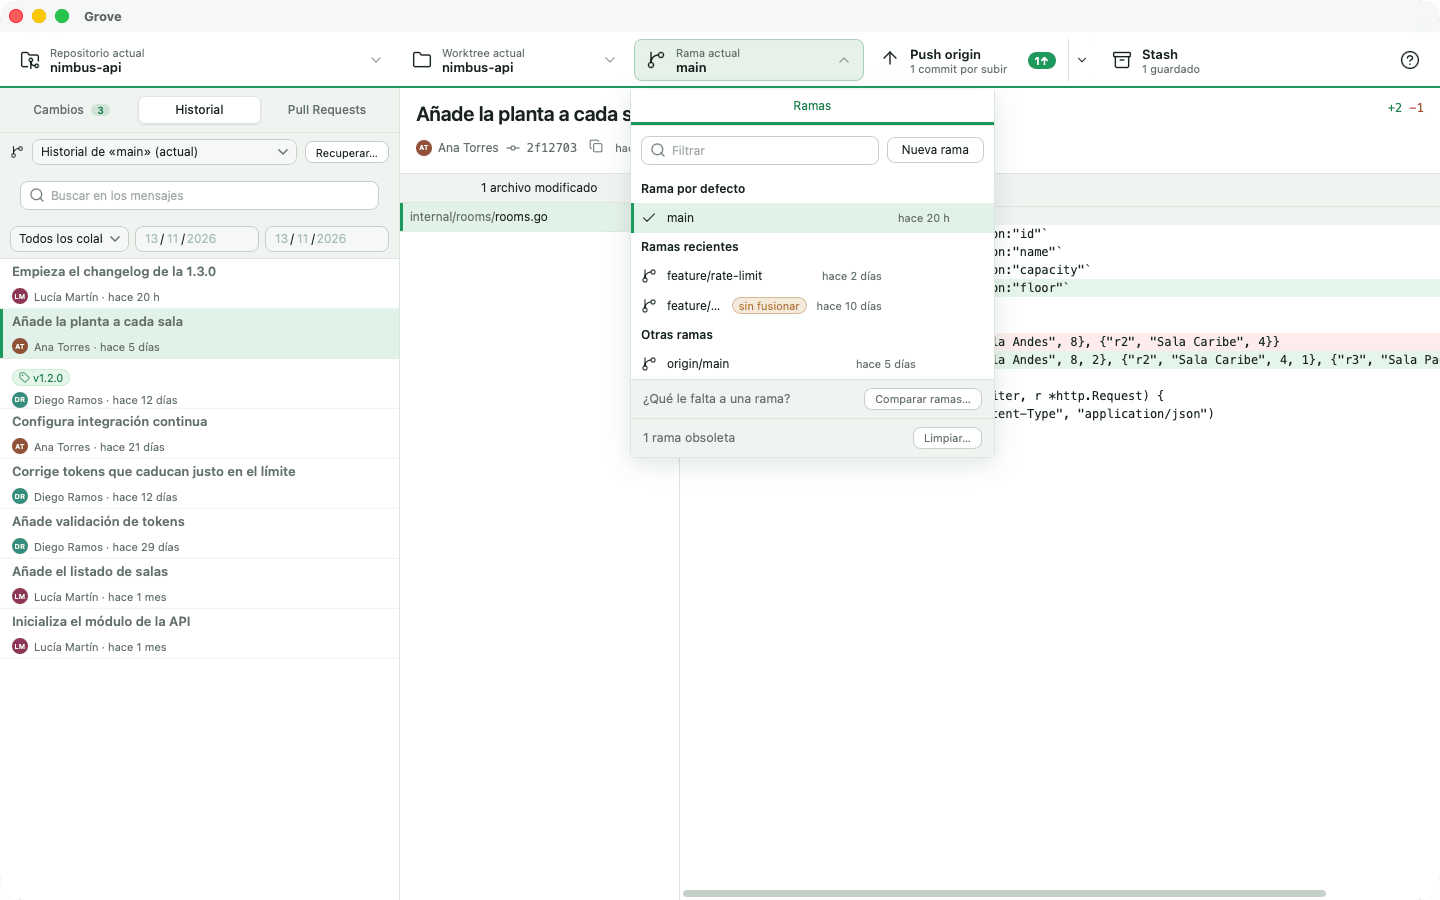 Grove
Repositorio actual
nimbus-api
Worktree actual
nimbus-api
Rama actual
main
Push origin
1 commit por subir
1↑
Stash
1 guardado
Cambios 3
Historial
Pull Requests
Historial de «main» (actual)
Recuperar...
Buscar en los mensajes
Todos los colal
13/11/2026
13/11/2026
Empieza el changelog de la 1.3.0
LM Lucía Martín · hace 20 h
Añade la planta a cada sala
AT Ana Torres · hace 5 días
v1.2.0
DR Diego Ramos · hace 12 días
Configura integración continua
AT Ana Torres · hace 21 días
Corrige tokens que caducan justo en el límite
DR Diego Ramos · hace 12 días
Añade validación de tokens
DR Diego Ramos · hace 29 días
Añade el listado de salas
LM Lucía Martín · hace 1 mes
Inicializa el módulo de la API
LM Lucía Martín · hace 1 mes
Añade la planta a cada s
+2 −1
AT Ana Torres 2f12703 hac
1 archivo modificado
internal/rooms/rooms.go
Ramas
Filtrar
Nueva rama
Rama por defecto
main hace 20 h
Ramas recientes
feature/rate-limit hace 2 días
feature/... sin fusionar hace 10 días
Otras ramas
origin/main hace 5 días
¿Qué le falta a una rama? Comparar ramas...
1 rama obsoleta Limpiar...
on:"id"`
on:"name"`
on:"capacity"`
on:"floor"`
la Andes", 8}, {"r2", "Sala Caribe", 4}}
la Andes", 8, 2}, {"r2", "Sala Caribe", 4, 1}, {"r3", "Sala Pa
iter, r *http.Request) {
tent-Type", "application/json")